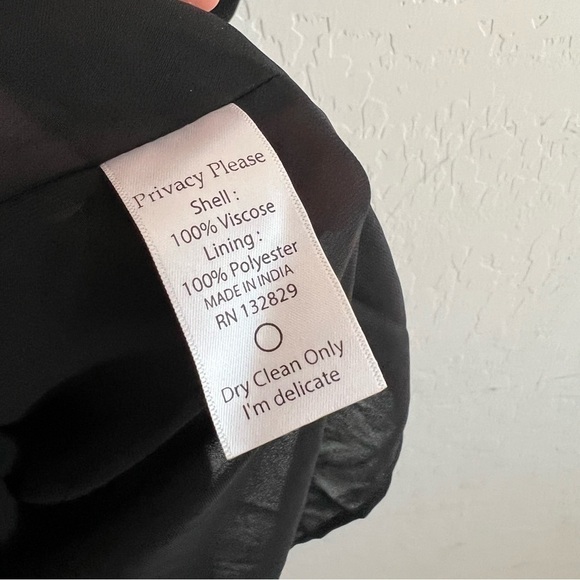 Privacy Please
Shell :
100% Viscose
Lining :
100% Polyester
MADE IN INDIA
RN 132829
Dry Clean Only
I'm delicate